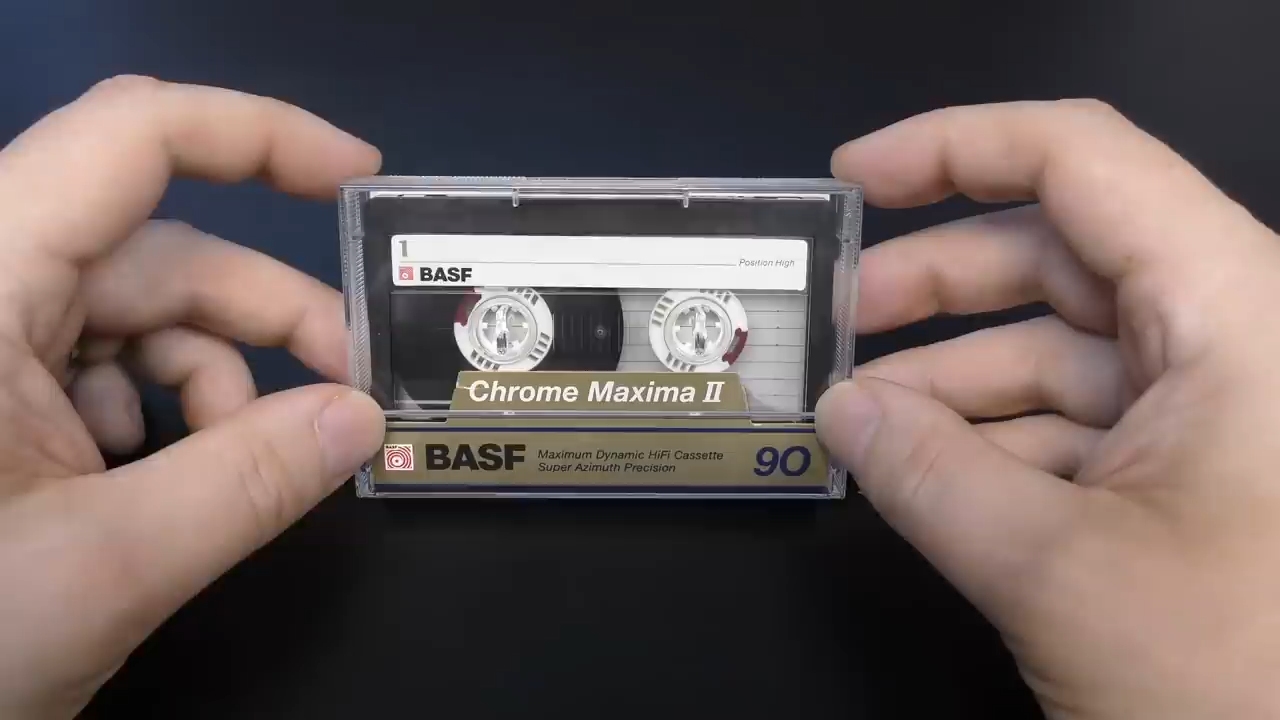 1
BASF
Position High
Chrome Maxima II
BASF
Maximum Dynamic HiFi Cassette
Super Azimuth Precision
90